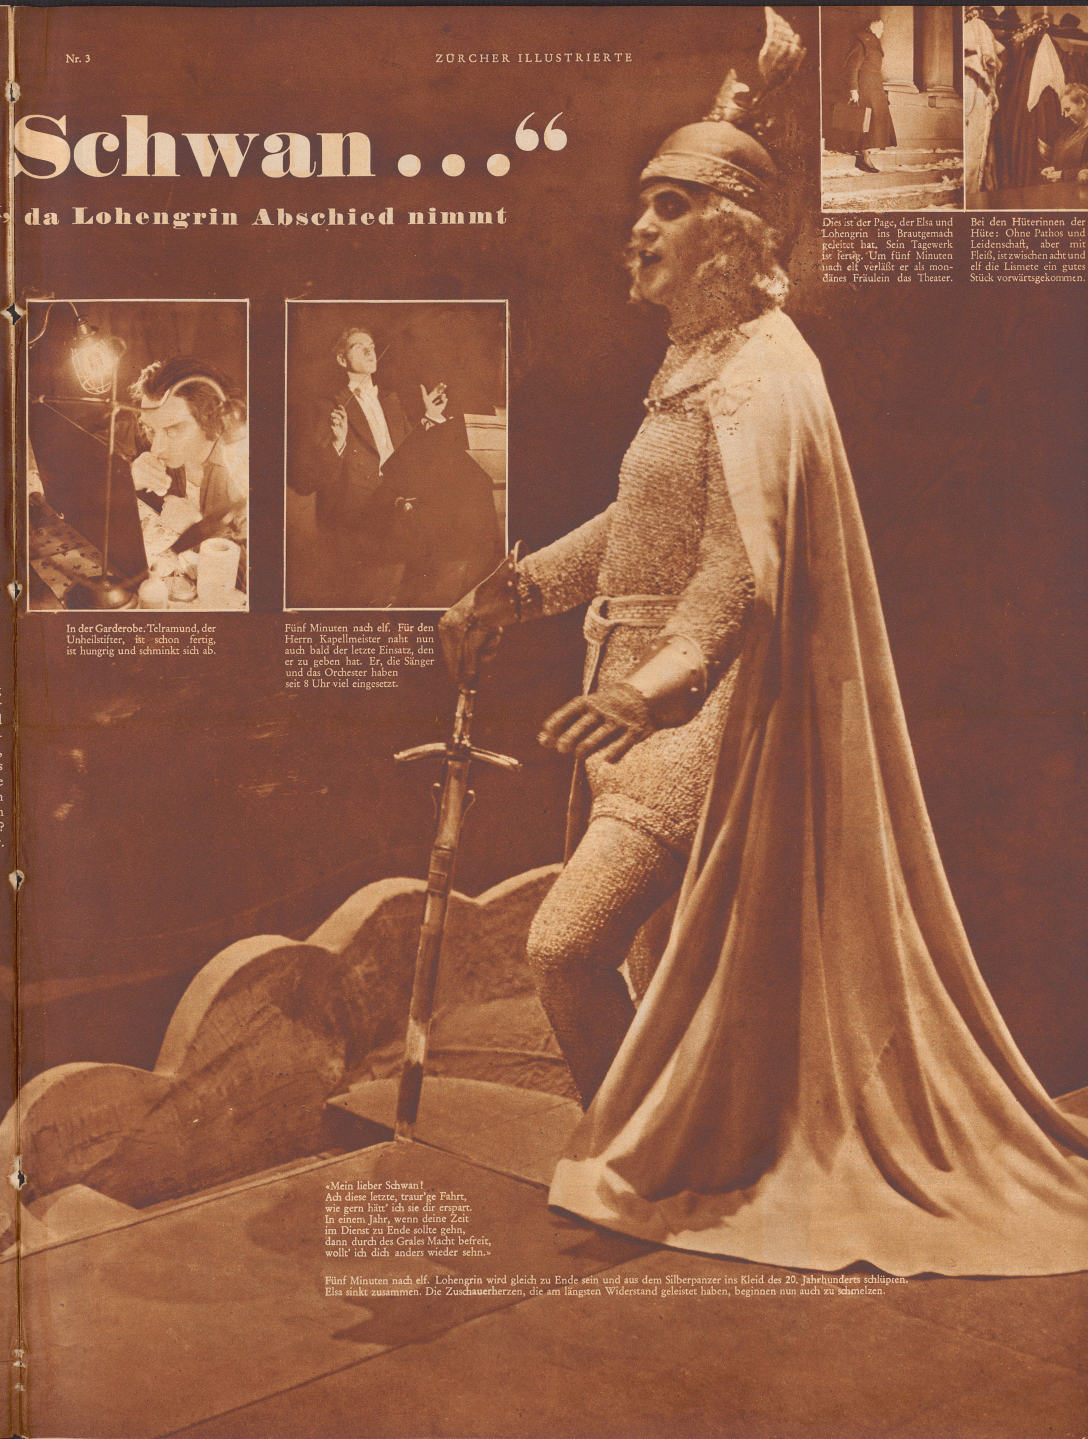 Nr. 3
ZÜRCHER ILLUSTRIERTE
Schwan...“
da Lohengrin Abschied nimmt
Dies ist der Page, der Elsa und
Lohengrin ins Brautgemach
geleitet hat. Sein Tagewerk
ist fertig. Um fünf Minuten
nach elf verläßt er als mon-
dänes Fräulein das Theater.
Bei den Hüterinnen der
Hüte: Ohne Pathos und
Leidenschaft, aber mit
Fleiß, ist zwischen acht und
elf die Lismete ein gutes
Stück vorwärtsgekommen.
In der Garderobe. Telramund, der
Unheilstifter, ist schon fertig,
ist hungrig und schminkt sich ab.
Fünf Minuten nach elf. Für den
Herrn Kapellmeister naht nun
auch bald der letzte Einsatz, den
er zu geben hat. Er, die Sänger
und das Orchester haben
seit 8 Uhr viel eingesetzt.
«Mein lieber Schwan!
Ach diese letzte, traur'ge Fahrt,
wie gern hätt' ich sie dir erspart.
In einem Jahr, wenn deine Zeit
im Dienst zu Ende sollte gehn,
dann durch des Grales Macht befreit,
wollt' ich dich anders wieder sehn.»
Fünf Minuten nach elf. Lohengrin wird gleich zu Ende sein und aus dem Silberpanzer ins Kleid des 20. Jahrhunderts schlüpfen.
Elsa sinkt zusammen. Die Zuschauerherzen, die am längsten Widerstand geleistet haben, beginnen nun auch zu schmelzen.